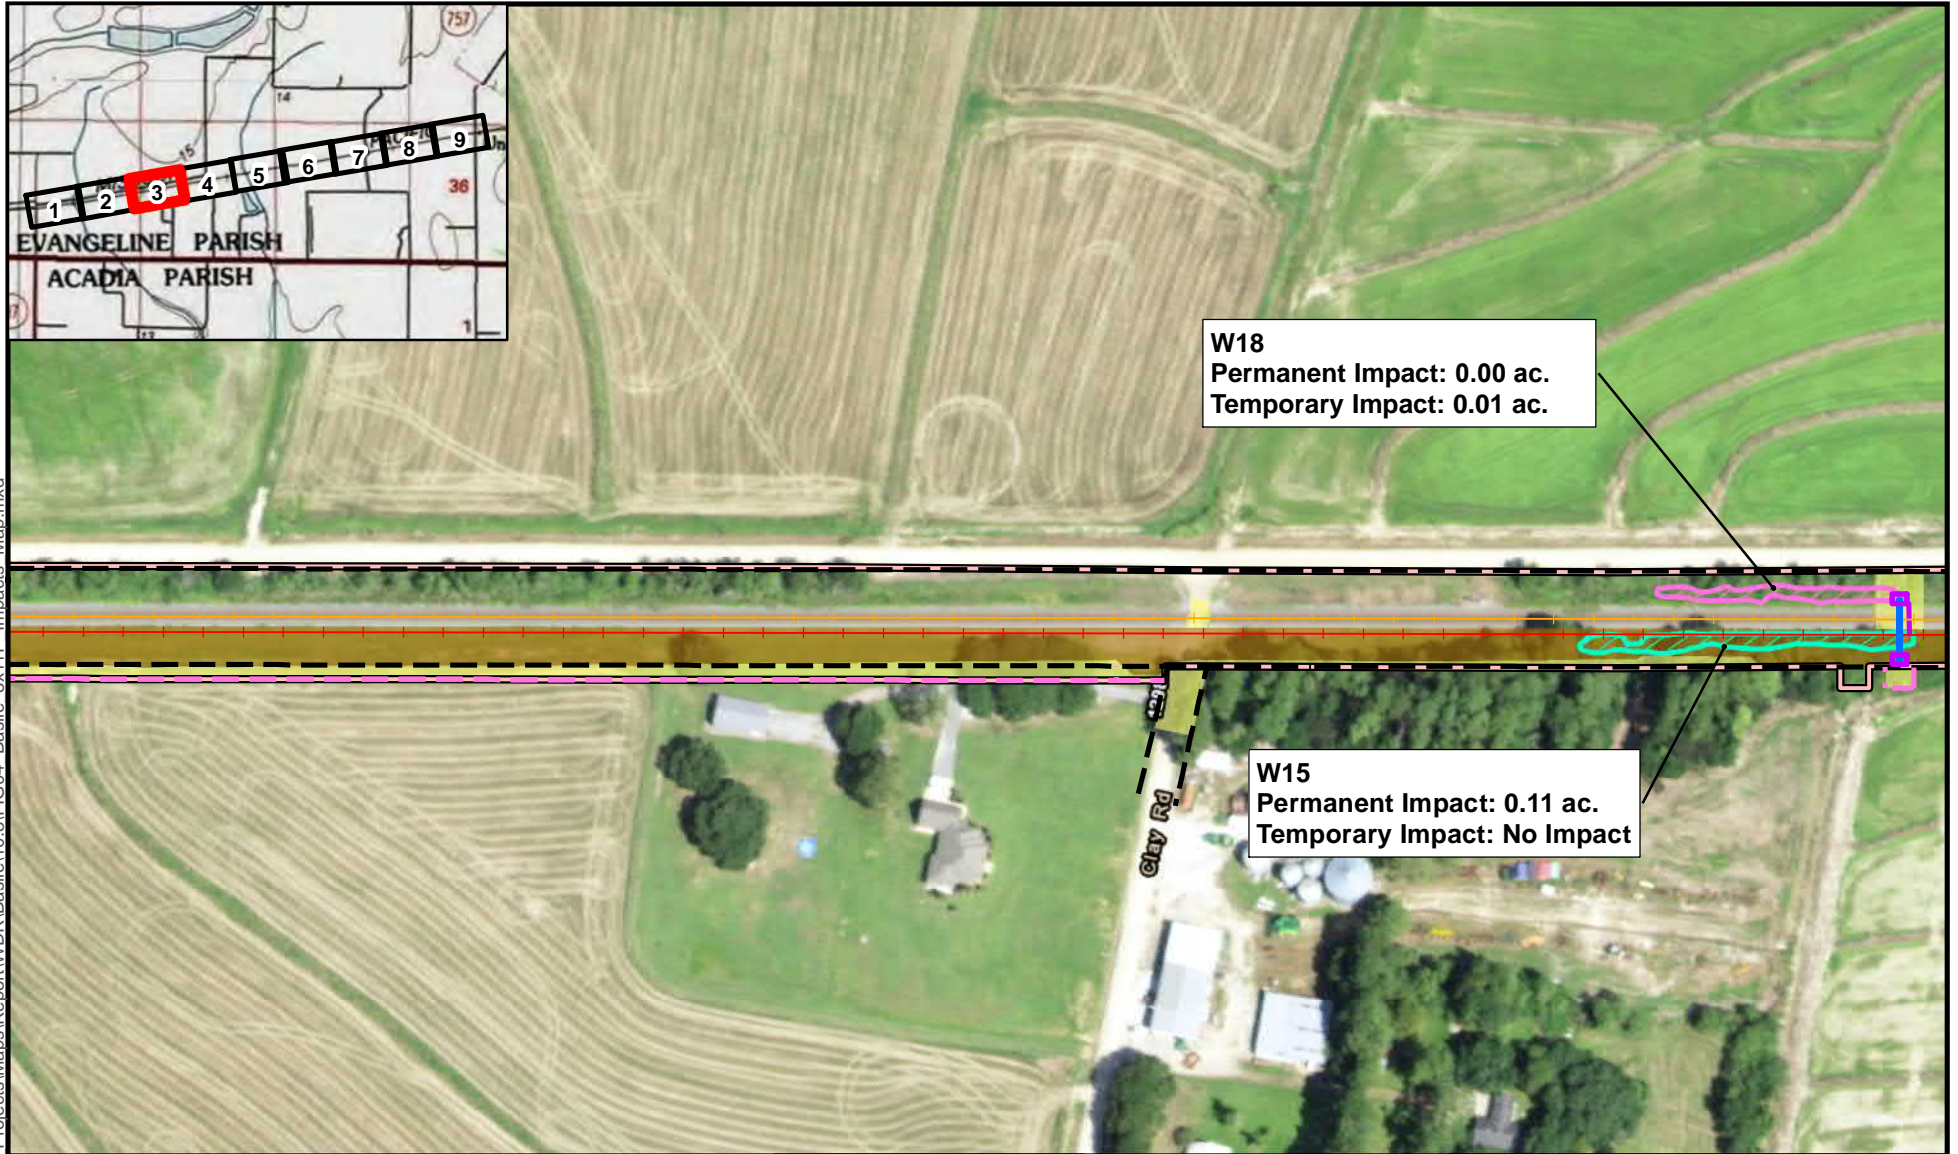 757
14
15
PACIFIC
1 2 3 4 5 6 7 8 9
36
EVANGELINE PARISH
ACADIA PARISH
13
1
W18
Permanent Impact: 0.00 ac.
Temporary Impact: 0.01 ac.
W15
Permanent Impact: 0.11 ac.
Temporary Impact: No Impact
Clay Rd